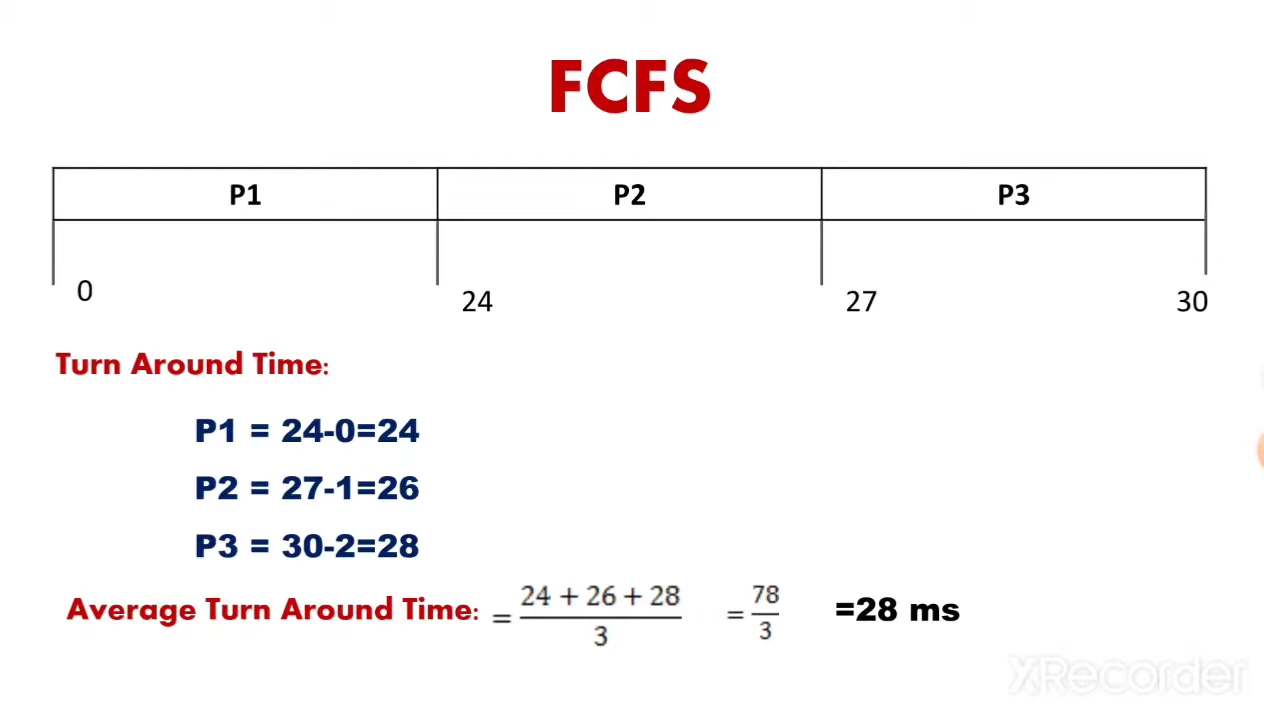 FCFS
P1 P2 P3
0 24 27 30
Turn Around Time:
P1 = 24-0=24
P2 = 27-1=26
P3 = 30-2=28
Average Turn Around Time: = 24 + 26 + 28 / 3 = 78 / 3 =28 ms
XRecorder